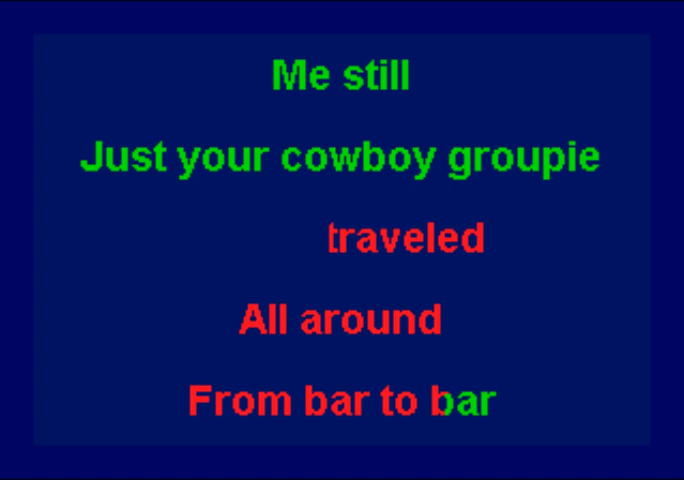 Me still
Just your cowboy groupie
traveled
All around
From bar to bar